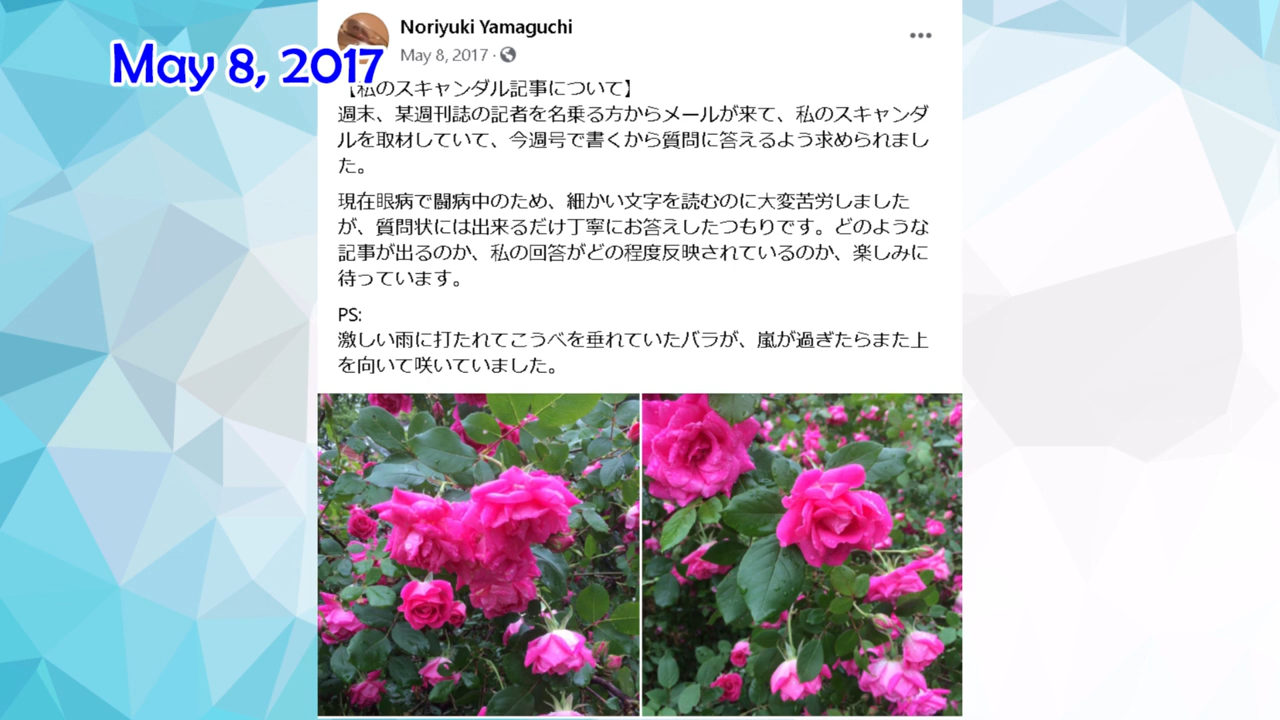 May 8, 2017
Noriyuki Yamaguchi
May 8, 2017
【私のスキャンダル記事について】
週末、某週刊誌の記者を名乗る方からメールが来て、私のスキャンダ
ルを取材していて、今週号で書くから質問に答えるよう求められまし
た。
現在眼病で闘病中のため、細かい文字を読むのに大変苦労しました
が、質問状には出来るだけ丁寧にお答えしたつもりです。どのような
記事が出るのか、私の回答がどの程度反映されているのか、楽しみに
待っています。
PS:
激しい雨に打たれてこうべを垂れていたバラが、嵐が過ぎたらまた上
を向いて咲いていました。